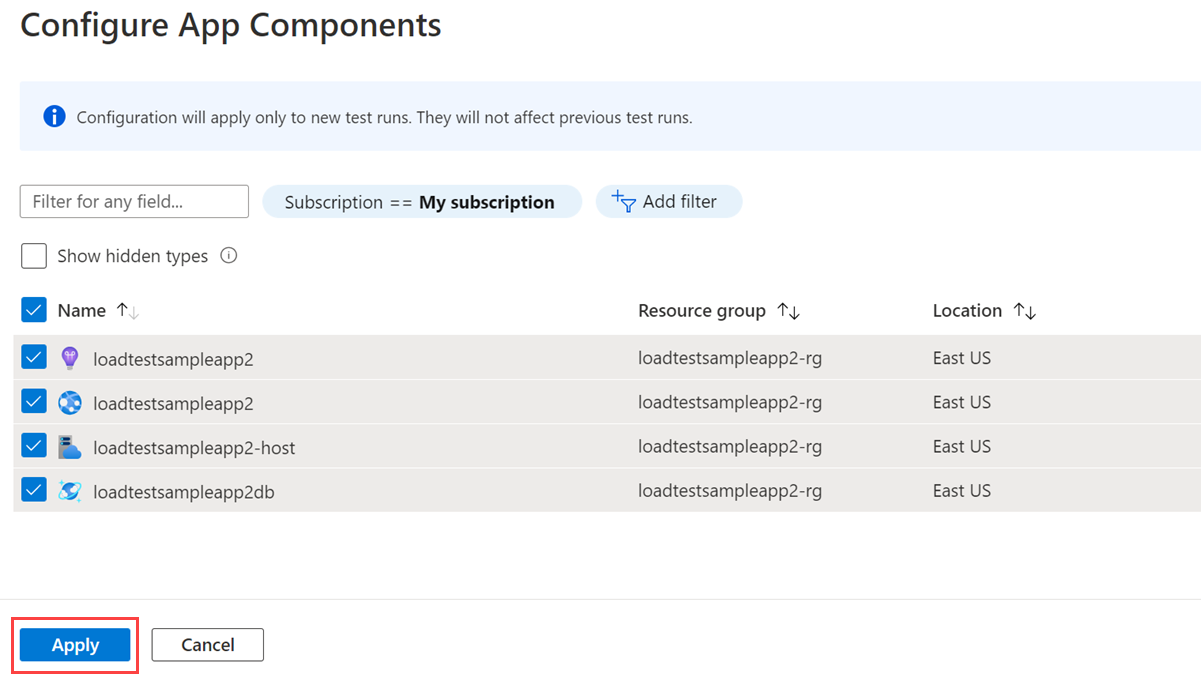 Configure App Components
Configuration will apply only to new test runs. They will not affect previous test runs.
Filter for any field... Subscription == My subscription Add filter
Show hidden types
Name Resource group Location
loadtestsampleapp2 loadtestsampleapp2-rg East US
loadtestsampleapp2 loadtestsampleapp2-rg East US
loadtestsampleapp2-host loadtestsampleapp2-rg East US
loadtestsampleapp2db loadtestsampleapp2-rg East US
Apply Cancel